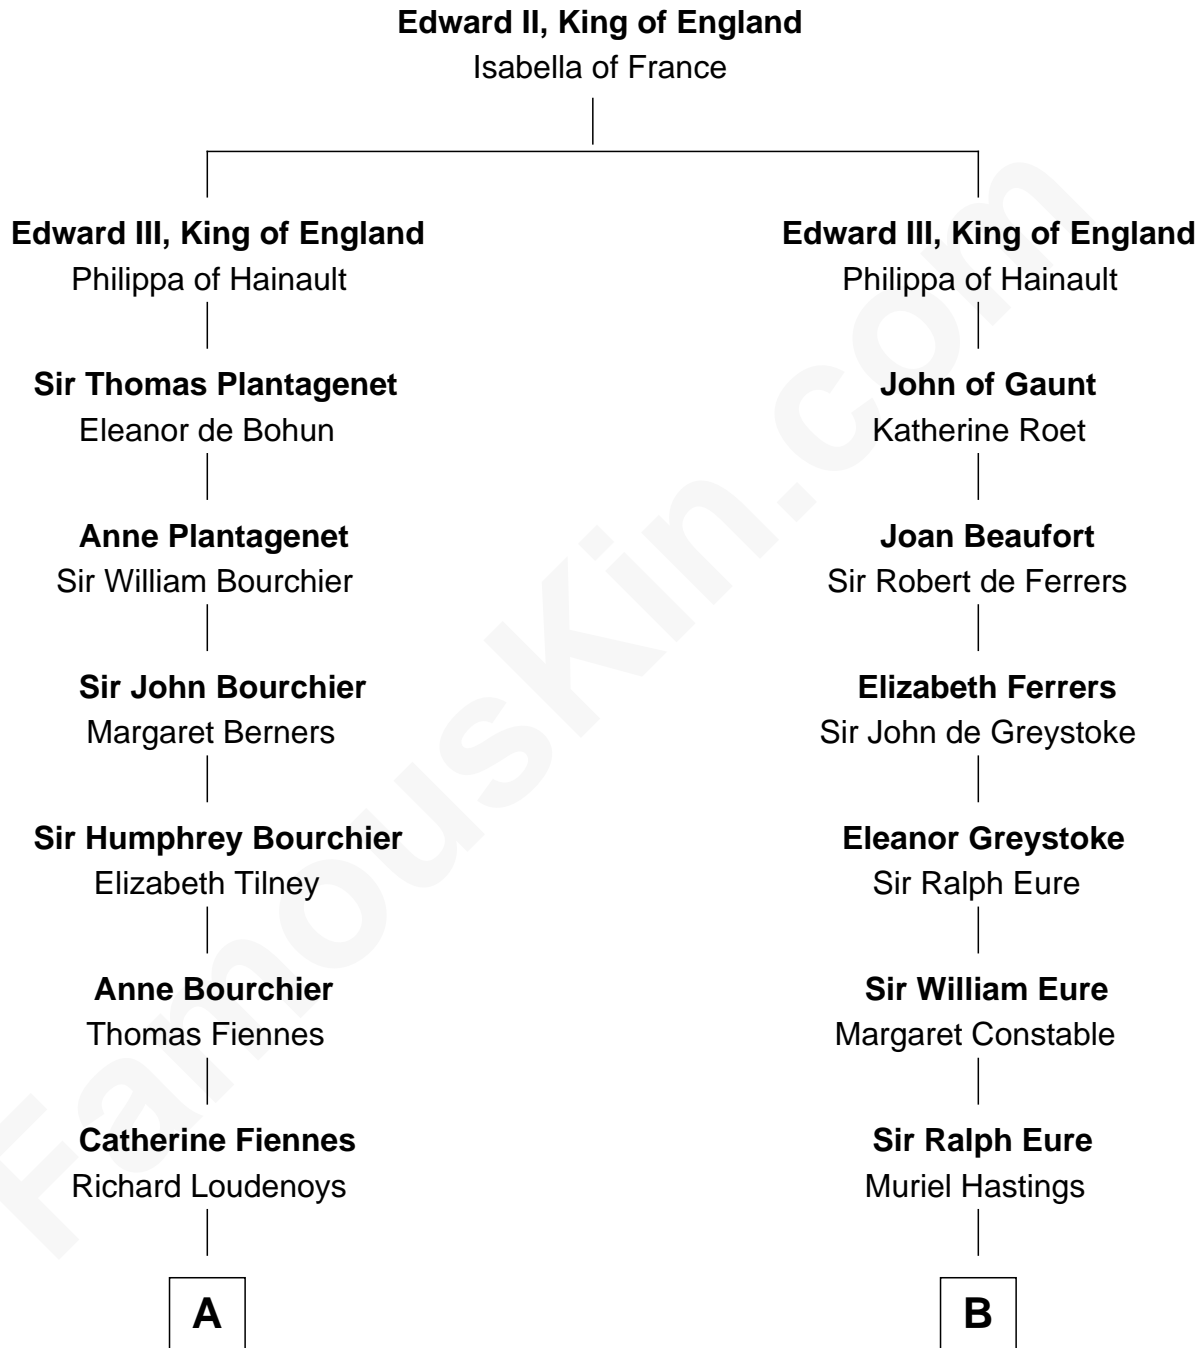 Edward II, King of England
Isabella of France
Edward III, King of England
Philippa of Hainault
Edward III, King of England
Philippa of Hainault
Sir Thomas Plantagenet
Eleanor de Bohun
John of Gaunt
Katherine Roet
Anne Plantagenet
Sir William Bourchier
Joan Beaufort
Sir Robert de Ferrers
Sir John Bourchier
Margaret Berners
Elizabeth Ferrers
Sir John de Greystoke
Sir Humphrey Bourchier
Elizabeth Tilney
Eleanor Greystoke
Sir Ralph Eure
Anne Bourchier
Thomas Fiennes
Sir William Eure
Margaret Constable
Catherine Fiennes
Richard Loudenoys
Sir Ralph Eure
Muriel Hastings
A
B
FamousKin.com